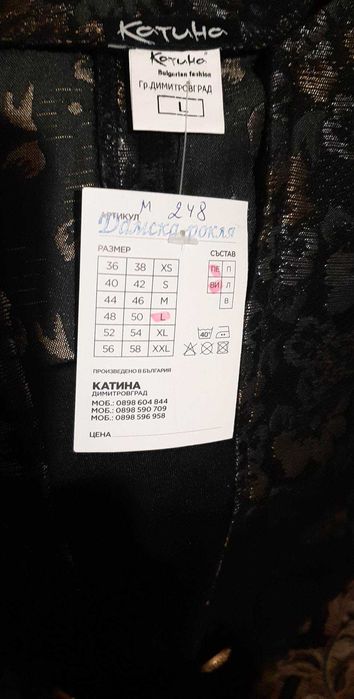 Катина
Катина
Bulgarian fashion
Гр.ДИМИТРОВГРАД
L
АРТИКУЛ М 248
Дамска рокля
РАЗМЕР СЪСТАВ
36 38 XS ПЕ П
40 42 S ВИ Л
44 46 M В
48 50 L
52 54 XL 40°
56 58 XXL
ПРОИЗВЕДЕНО В БЪЛГАРИЯ
КАТИНА
ДИМИТРОВГРАД
МОБ.: 0898 604 844
МОБ.: 0898 590 709
МОБ.: 0898 596 958
ЦЕНА